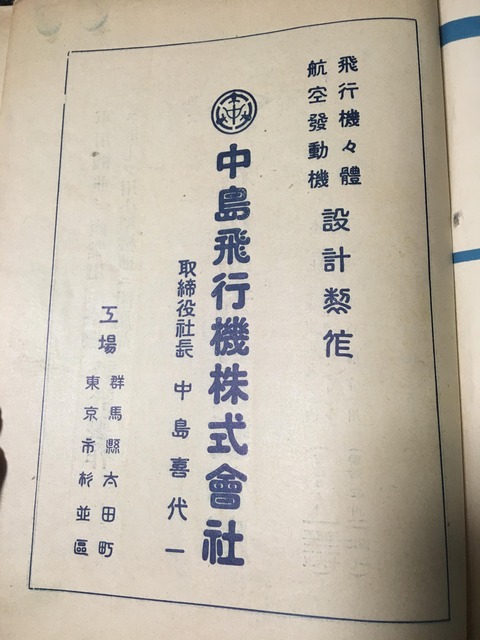 飛行機々體
航空發動機
設計製作
中島飛行機株式會社
取締役社長 中島喜代一
工場
群馬縣太田町
東京市杉並區